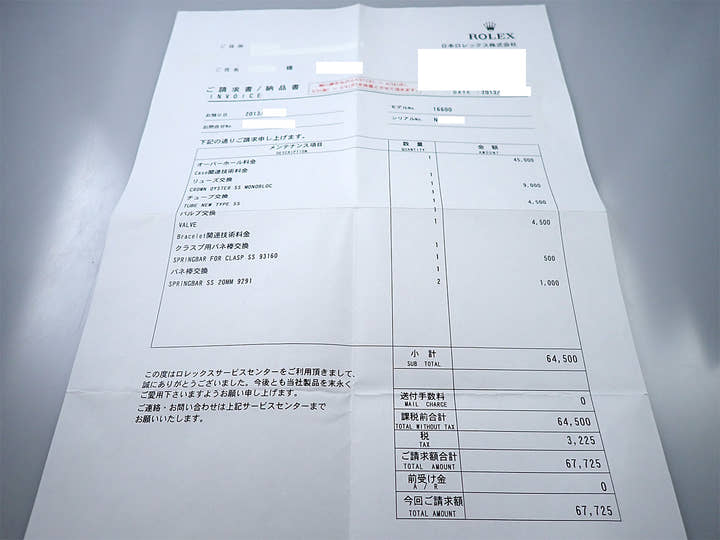 ROLEX
日本ロレックス株式会社
ご住所
ご氏名 様
ご請求書/納品書
INVOICE
DATE 2013/
お預り日 2013/
モデルNo. 16600
お問合せNo.
シリアルNo. N
下記の通りご請求申し上げます。
メンテナンス項目 数量 金額
DESCRIPTION QUANTITY AMOUNT
オーバーホール料金 1 45,000
Case関連技術料金
リューズ交換 1 9,000
CROWN OYSTER SS MONOBLOC 1
チューブ交換 1 4,500
TUBE NEW TYPE SS 1
バルブ交換 1 4,500
VALVE 1
Bracelet関連技術料金
クラスプ用バネ棒交換 1 500
SPRINGBAR FOR CLASP SS 93160 1
バネ棒交換 1
SPRINGBAR SS 20MM 9291 2 1,000
小計 64,500
SUB TOTAL
この度はロレックスサービスセンターをご利用頂きまして、
誠にありがとうございました。今後とも当社製品を末永く
ご愛用下さいますようお願い申し上げます。
ご連絡・お問い合わせは上記サービスセンターまで
お願いいたします。
送付手数料 0
MAIL CHARGE
課税前合計 64,500
TOTAL WITHOUT TAX
税 3,225
TAX
ご請求額合計 67,725
TOTAL AMOUNT
前受け金 0
A / R
今回ご請求額 67,725
TOTAL AMOUNT